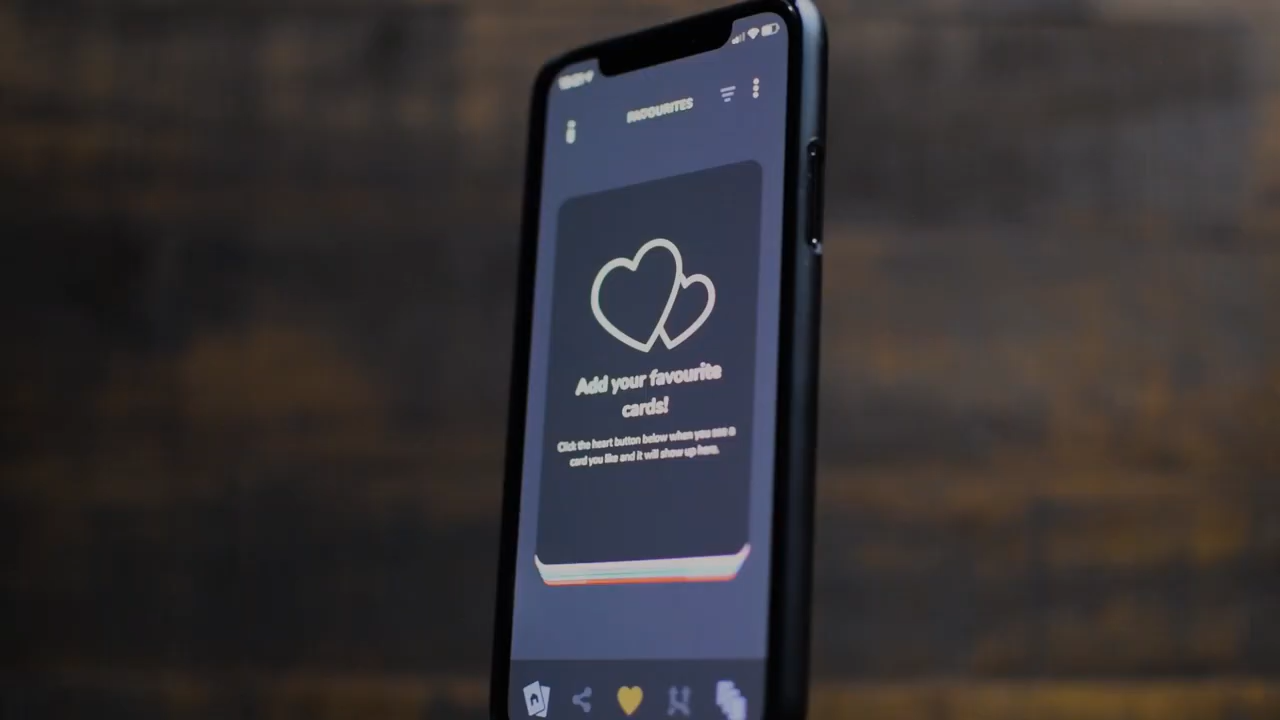 FAVOURITES
Add your favourite
cards!
Click the heart button below when you see a
card you like and it will show up here.